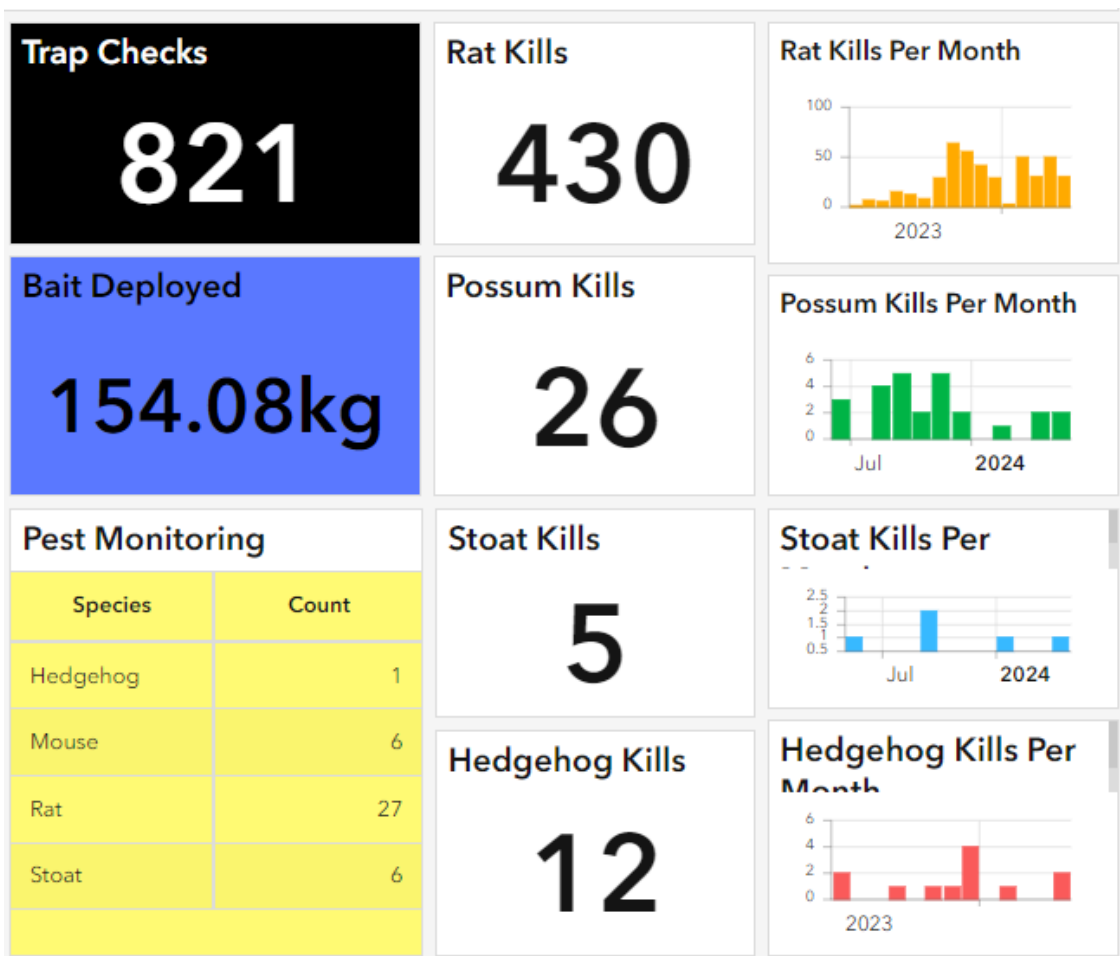 Trap Checks
821
Rat Kills
430
Rat Kills Per Month
100
50
0
2023
Bait Deployed
154.08kg
Possum Kills
26
Possum Kills Per Month
6
4
2
0
Jul
2024
Pest Monitoring
Species Count
Hedgehog 1
Mouse 6
Rat 27
Stoat 6
Stoat Kills
5
Stoat Kills Per
2.5
2
1.5
1
0.5
Jul
2024
Hedgehog Kills
12
Hedgehog Kills Per
Month
6
4
2
0
2023